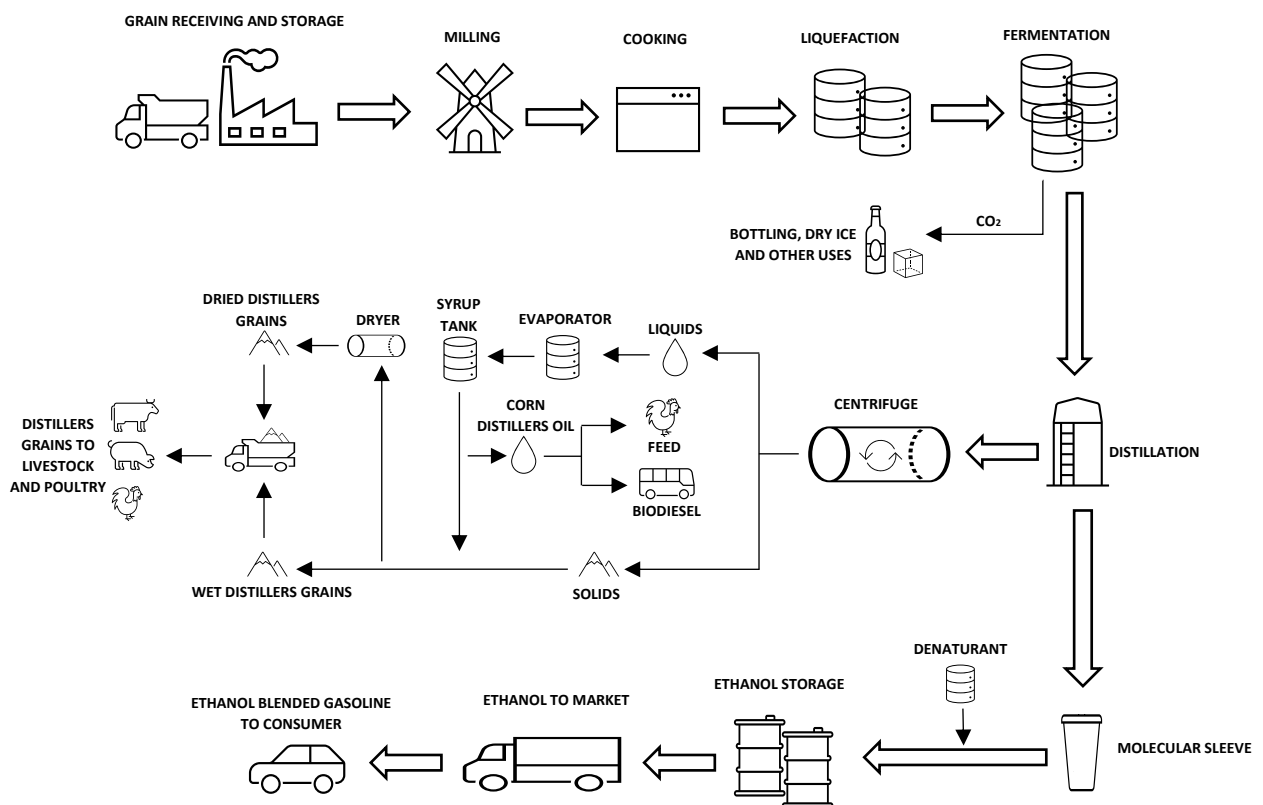 GRAIN RECEIVING AND STORAGE
MILLING
COOKING
LIQUEFACTION
FERMENTATION
CO₂
BOTTLING, DRY ICE
AND OTHER USES
DRIED DISTILLERS
GRAINS
DRYER
SYRUP
TANK
EVAPORATOR
LIQUIDS
CORN
DISTILLERS OIL
FEED
BIODIESEL
CENTRIFUGE
DISTILLATION
DISTILLERS
GRAINS TO
LIVESTOCK
AND POULTRY
WET DISTILLERS GRAINS
SOLIDS
DENATURANT
MOLECULAR SLEEVE
ETHANOL STORAGE
ETHANOL TO MARKET
ETHANOL BLENDED GASOLINE
TO CONSUMER